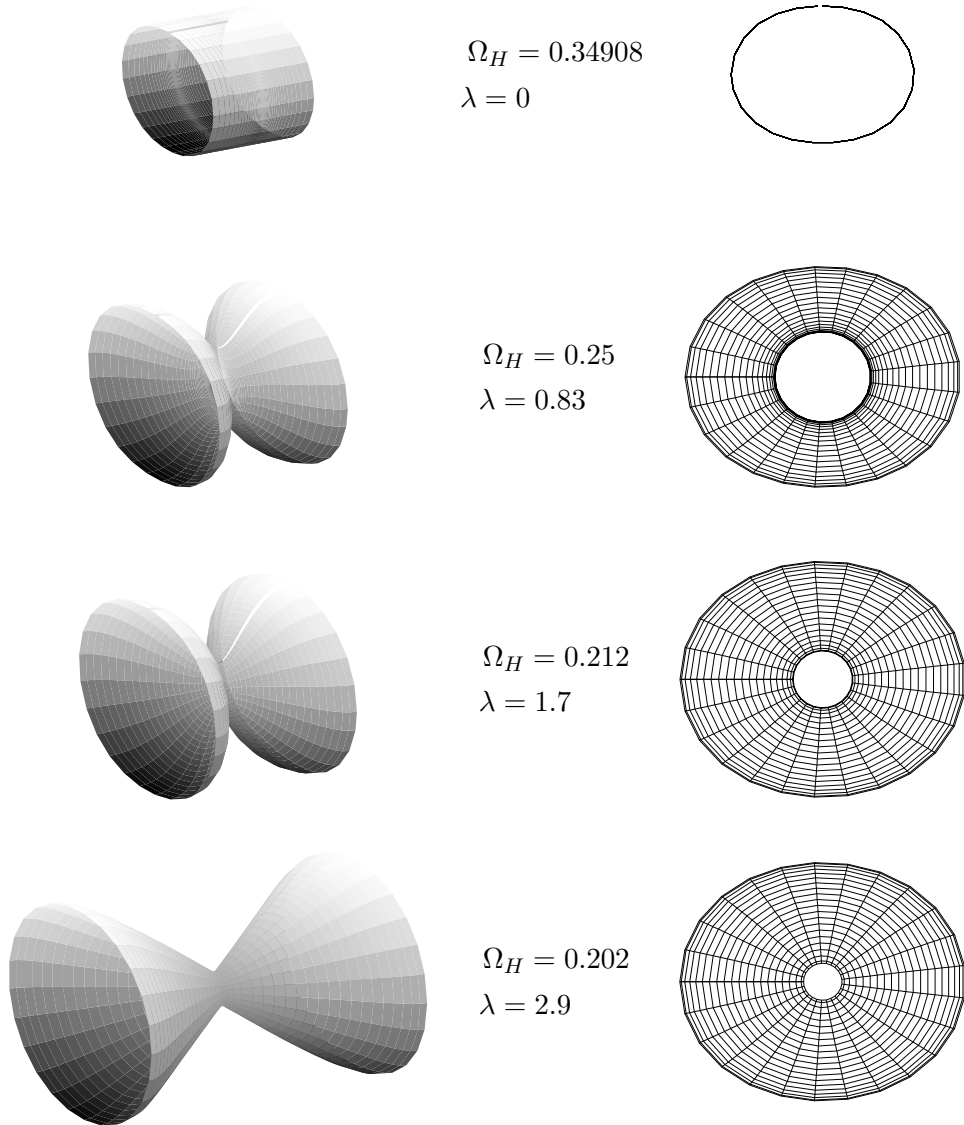 Ω_H = 0.34908
λ = 0
Ω_H = 0.25
λ = 0.83
Ω_H = 0.212
λ = 1.7
Ω_H = 0.202
λ = 2.9